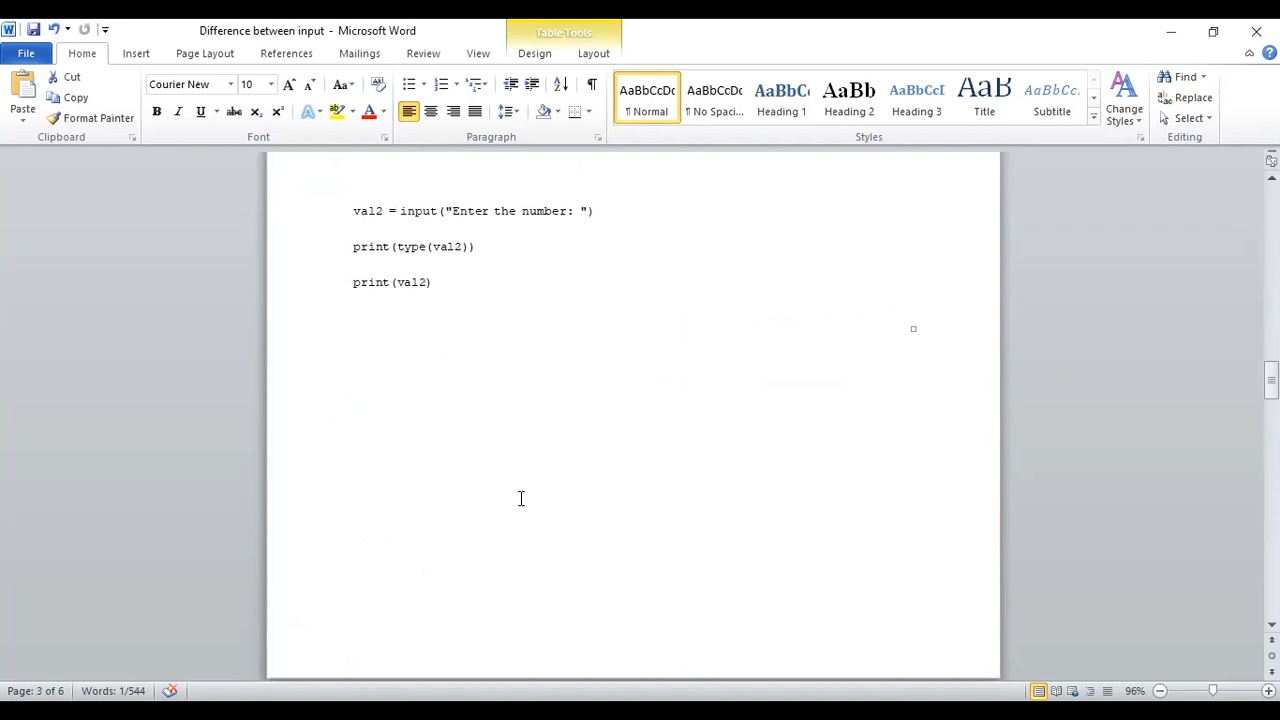 Difference between input - Microsoft Word
Table Tools
File Home Insert Page Layout References Mailings Review View Design Layout
Paste
Cut
Copy
Format Painter
Clipboard
Courier New 10
Font
Paragraph
AaBbCcDc AaBbCcDc AaBbC AaBb AaBbCcI AaB AaBbCc.
¶ Normal ¶ No Spaci... Heading 1 Heading 2 Heading 3 Title Subtitle
Change
Styles
Styles
Find
Replace
Select
Editing
val2 = input("Enter the number: ")
print(type(val2))
print(val2)
Page: 3 of 6 Words: 1/544 96%